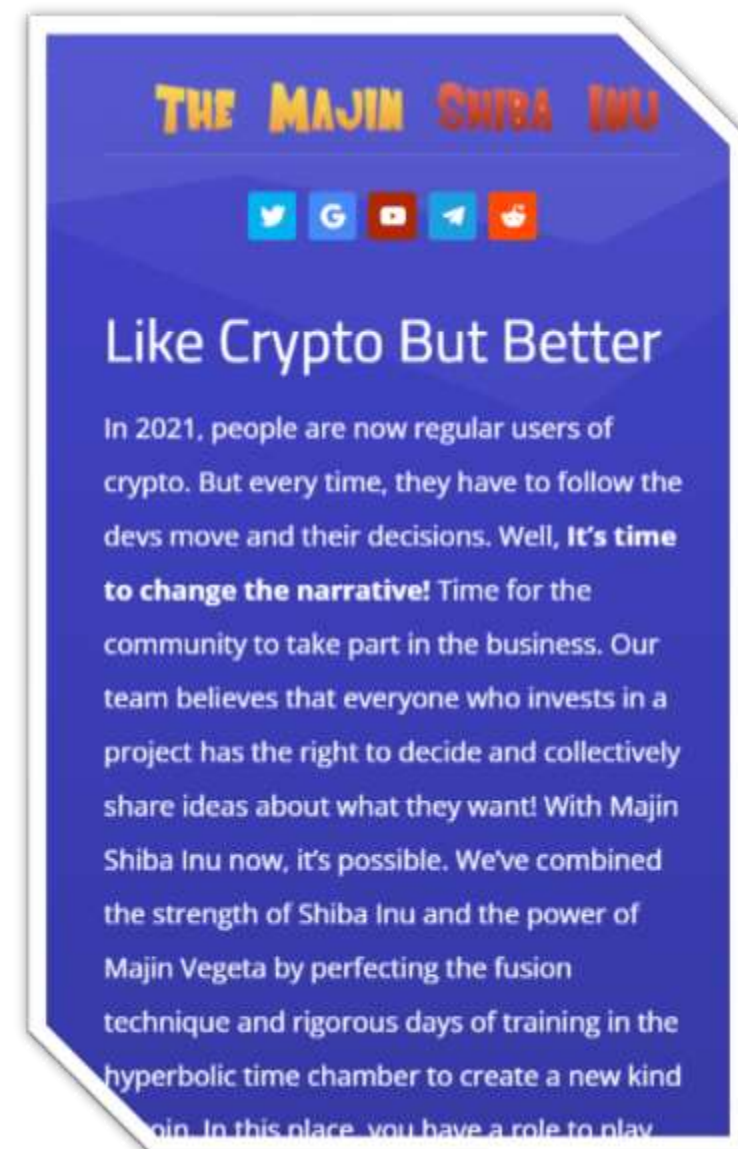 The Majin Shiba Inu
Like Crypto But Better
In 2021, people are now regular users of
crypto. But every time, they have to follow the
devs move and their decisions. Well, It's time
to change the narrative! Time for the
community to take part in the business. Our
team believes that everyone who invests in a
project has the right to decide and collectively
share ideas about what they want! With Majin
Shiba Inu now, it's possible. We've combined
the strength of Shiba Inu and the power of
Majin Vegeta by perfecting the fusion
technique and rigorous days of training in the
hyperbolic time chamber to create a new kind
In this place, you have a role to play